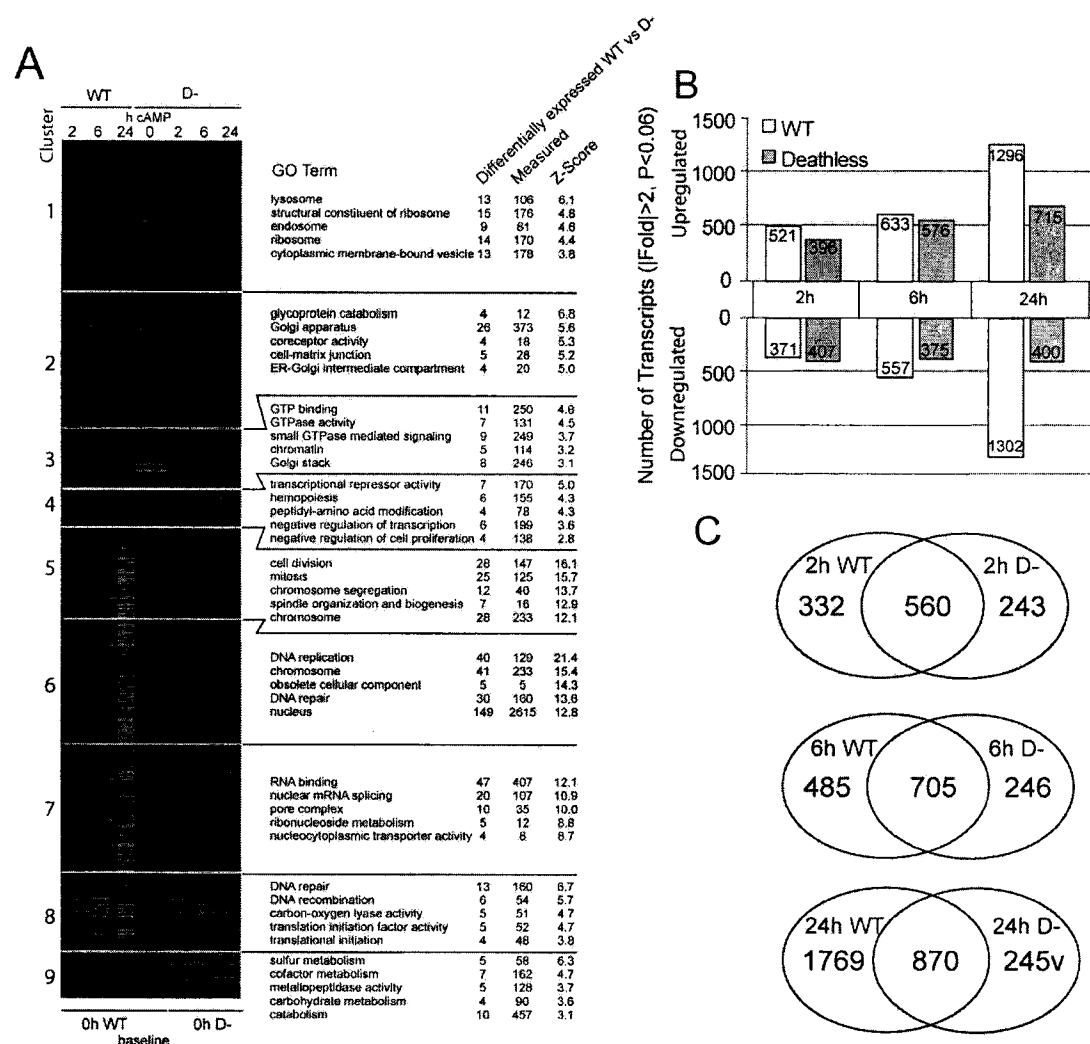 A
WT D-
h cAMP
Cluster
2 6 24 0 2 6 24
GO Term
Differentially expressed WT vs D-
Measured
Z-Score
1
lysosome 13 106 6.1
structural constituent of ribosome 15 176 4.8
endosome 9 81 4.6
ribosome 14 170 4.4
cytoplasmic membrane-bound vesicle 13 178 3.8
2
glycoprotein catabolism 4 12 6.8
Golgi apparatus 26 373 5.6
coreceptor activity 4 18 5.3
cell-matrix junction 5 28 5.2
ER-Golgi intermediate compartment 4 20 5.0
3
GTP binding 11 250 4.8
GTPase activity 7 131 4.5
small GTPase mediated signaling 9 249 3.7
chromatin 5 114 3.2
Golgi stack 8 246 3.1
4
transcriptional repressor activity 7 170 5.0
hemopoiesis 6 155 4.3
peptidyl-amino acid modification 4 78 4.3
negative regulation of transcription 6 199 3.6
negative regulation of cell proliferation 4 138 2.8
5
cell division 28 147 16.1
mitosis 25 125 15.7
chromosome segregation 12 40 13.7
spindle organization and biogenesis 7 16 12.9
chromosome 28 233 12.1
6
DNA replication 40 129 21.4
chromosome 41 233 15.4
obsolete cellular component 5 5 14.3
DNA repair 30 160 13.6
nucleus 149 2615 12.8
7
RNA binding 47 407 12.1
nuclear mRNA splicing 20 107 10.9
pore complex 10 35 10.0
ribonucleoside metabolism 5 12 8.8
nucleocytoplasmic transporter activity 4 8 8.7
8
DNA repair 13 160 6.7
DNA recombination 6 54 5.7
carbon-oxygen lyase activity 5 51 4.7
translation initiation factor activity 5 52 4.7
translational initiation 4 48 3.8
9
sulfur metabolism 5 58 6.3
cofactor metabolism 7 162 4.7
metallopeptidase activity 5 128 3.7
carbohydrate metabolism 4 90 3.6
catabolism 10 457 3.1
0h WT 0h D-
baseline
B
Number of Transcripts (|Fold|>2, P<0.06)
Upregulated
Downregulated
1500
1000
500
0
0
500
1000
1500
WT
Deathless
521 396 633 576 1296 715
2h 6h 24h
371 407 557 375 1302 400
C
2h WT 2h D-
332 560 243
6h WT 6h D-
485 705 246
24h WT 24h D-
1769 870 245v